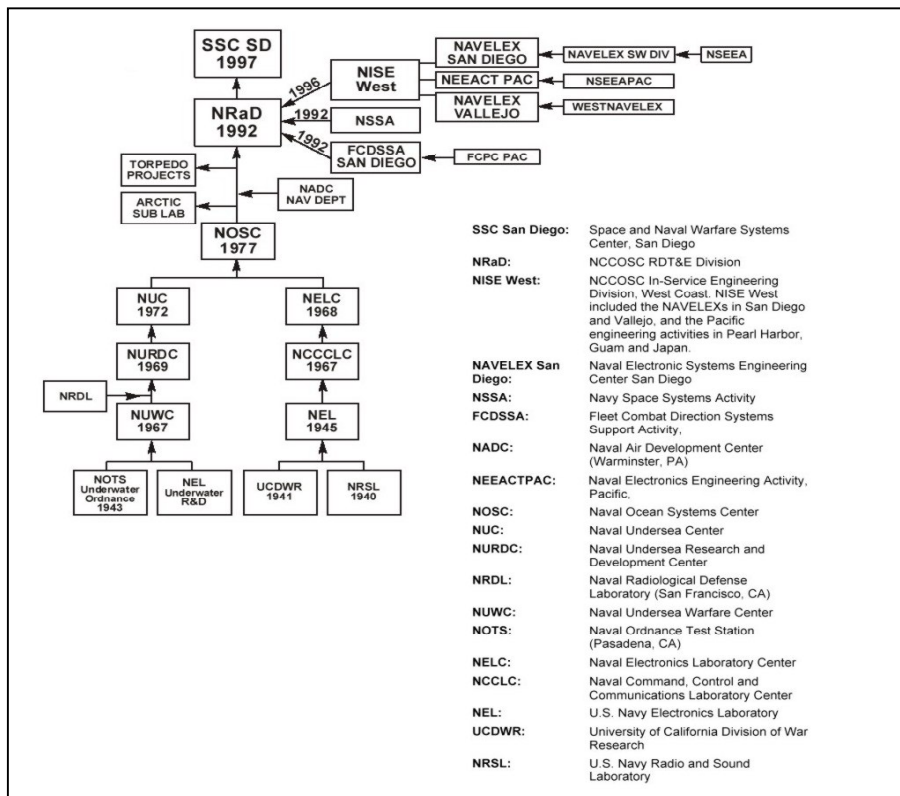 SSC SD
1997
NAVELEX
SAN DIEGO
NAVELEX SW DIV
NSEEA
NISE
West
NEEACT PAC
NSEEAPAC
1996
NAVELEX
VALLEJO
WESTNAVELEX
NRaD
1992
1992
NSSA
1992
FCDSSA
SAN DIEGO
FCPC PAC
TORPEDO
PROJECTS
NADC
NAV DEPT
ARCTIC
SUB LAB
NOSC
1977
NUC
1972
NELC
1968
NURDC
1969
NCCCLC
1967
NRDL
NUWC
1967
NEL
1945
NOTS
Underwater
Ordnance
1943
NEL
Underwater
R&D
UCDWR
1941
NRSL
1940
SSC San Diego: Space and Naval Warfare Systems
Center, San Diego
NRaD: NCCOSC RDT&E Division
NISE West: NCCOSC In-Service Engineering
Division, West Coast. NISE West
included the NAVELEXs in San Diego
and Vallejo, and the Pacific
engineering activities in Pearl Harbor,
Guam and Japan.
NAVELEX San Naval Electronic Systems Engineering
Diego: Center San Diego
NSSA: Navy Space Systems Activity
FCDSSA: Fleet Combat Direction Systems
Support Activity,
NADC: Naval Air Development Center
(Warminster, PA)
NEEACTPAC: Naval Electronics Engineering Activity,
Pacific,
NOSC: Naval Ocean Systems Center
NUC: Naval Undersea Center
NURDC: Naval Undersea Research and
Development Center
NRDL: Naval Radiological Defense
Laboratory (San Francisco, CA)
NUWC: Naval Undersea Warfare Center
NOTS: Naval Ordnance Test Station
(Pasadena, CA)
NELC: Naval Electronics Laboratory Center
NCCLC: Naval Command, Control and
Communications Laboratory Center
NEL: U.S. Navy Electronics Laboratory
UCDWR: University of California Division of War
Research
NRSL: U.S. Navy Radio and Sound
Laboratory